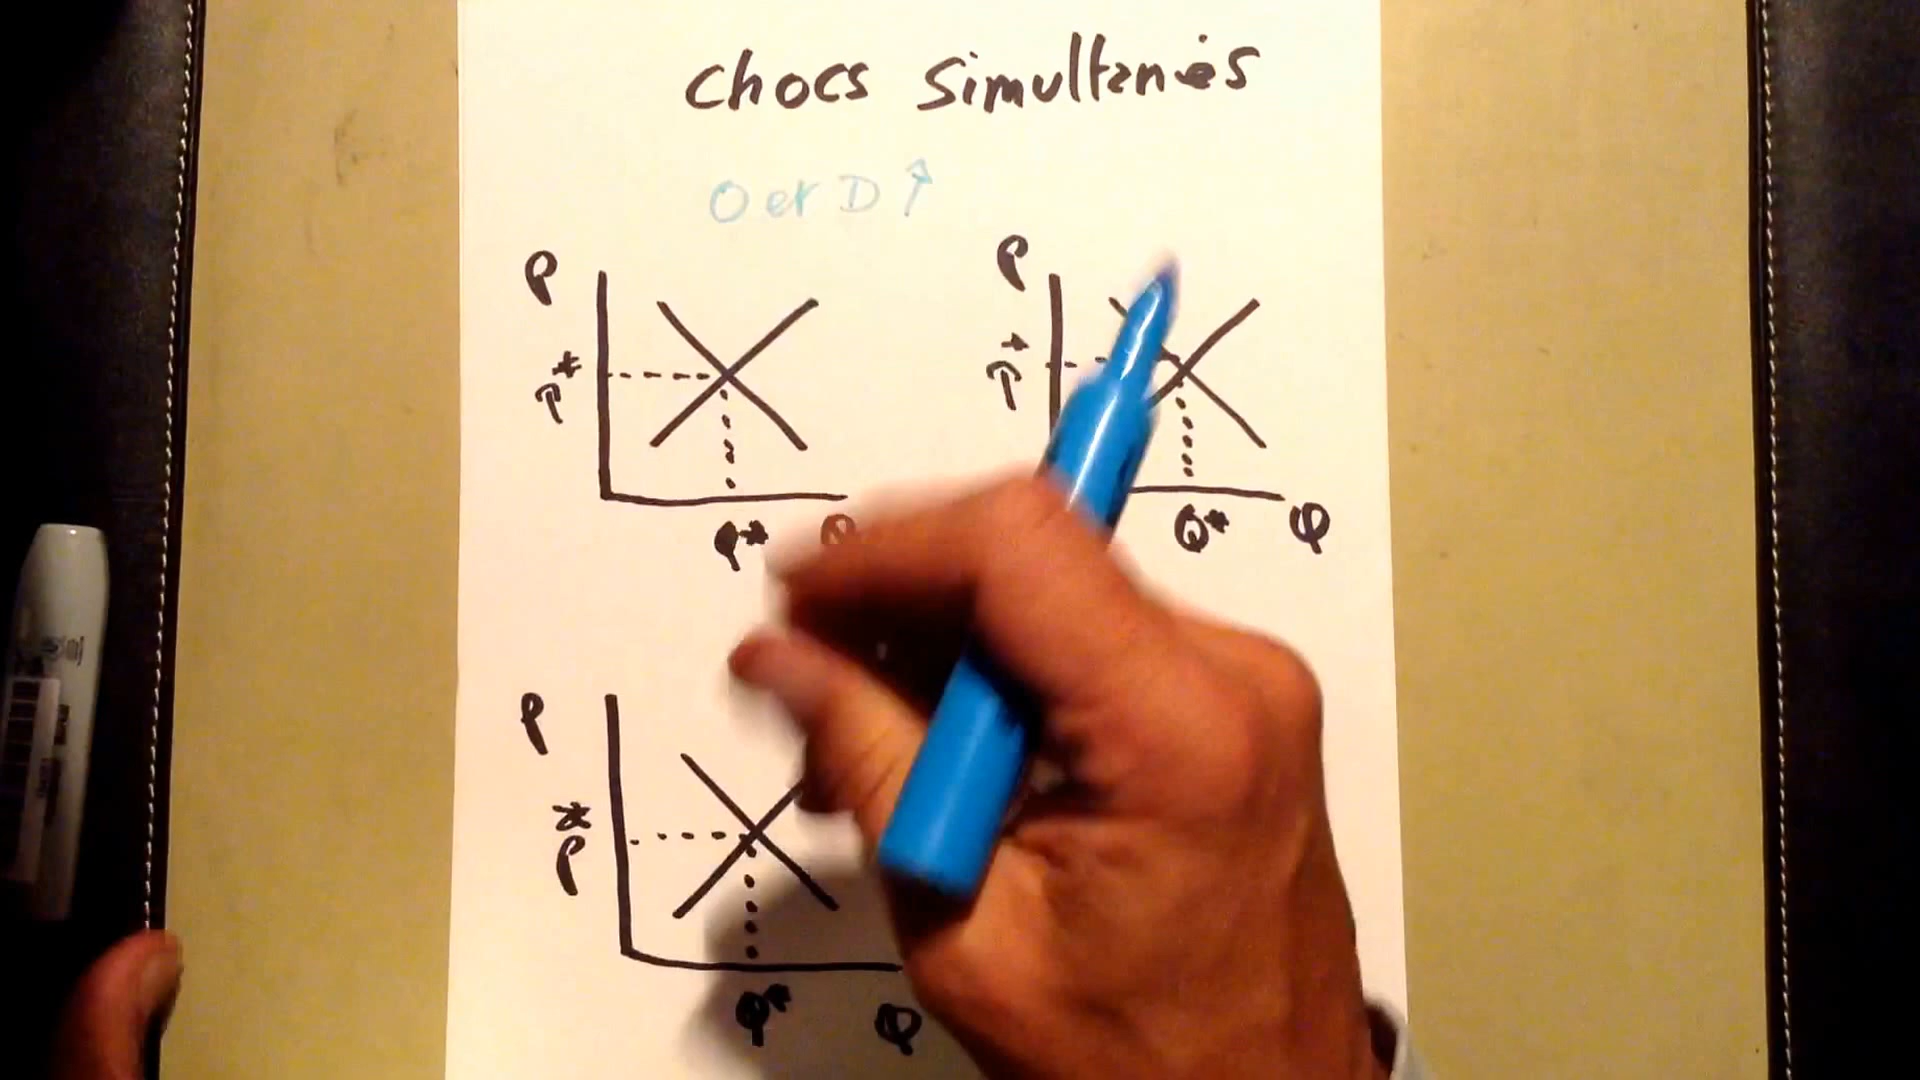 Chocs Simultanés
O et D ↑
P
P
P*
P*
Q*
Q
Q*
Q
P
P*
Q*
Q